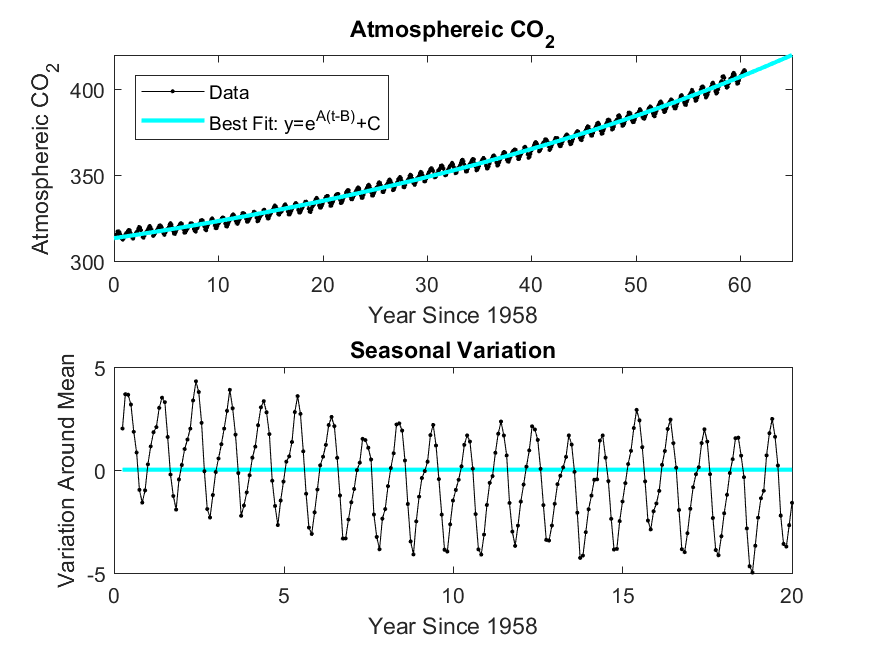 Atmosphereic CO2
Atmosphereic CO2
400
350
300
Data
Best Fit: y=e^A(t-B)+C
0 10 20 30 40 50 60
Year Since 1958
Seasonal Variation
Variation Around Mean
5
0
-5
0 5 10 15 20
Year Since 1958